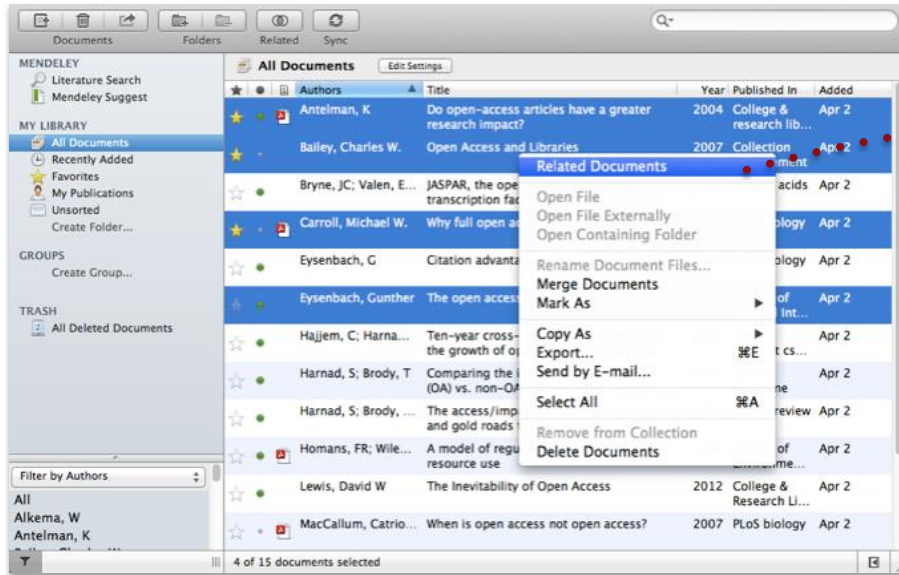 Documents Folders Related Sync
MENDELEY
Literature Search
Mendeley Suggest
MY LIBRARY
All Documents
Recently Added
Favorites
My Publications
Unsorted
Create Folder...
GROUPS
Create Group...
TRASH
All Deleted Documents
Filter by Authors
All
Alkema, W
Antelman, K
All Documents Edit Settings
Authors Title Year Published In Added
Antelman, K Do open-access articles have a greater 2004 College & Apr 2
research impact? research lib...
Bailey, Charles W. Open Access and Libraries 2007 Collection Apr 2
Bryne, JC; Valen, E... JASPAR, the ope acids Apr 2
transcription fac
Carroll, Michael W. Why full open ac ology Apr 2
Eysenbach, G Citation advanta ology Apr 2
Eysenbach, Gunther The open access of Apr 2
Int...
Hajjem, C; Harna... Ten-year cross- Apr 2
the growth of op t cs...
Harnad, S; Brody, T Comparing the i Apr 2
(OA) vs. non-OA ne
Harnad, S; Brody, ... The access/imp review Apr 2
and gold roads
Homans, FR; Wile... A model of regu of Apr 2
resource use
Lewis, David W The Inevitability of Open Access 2012 College & Apr 2
Research Li...
MacCallum, Catrio... When is open access not open access? 2007 PLoS biology Apr 2
Related Documents
Open File
Open File Externally
Open Containing Folder
Rename Document Files...
Merge Documents
Mark As
Copy As
Export... ⌘E
Send by E-mail...
Select All ⌘A
Remove from Collection
Delete Documents
4 of 15 documents selected